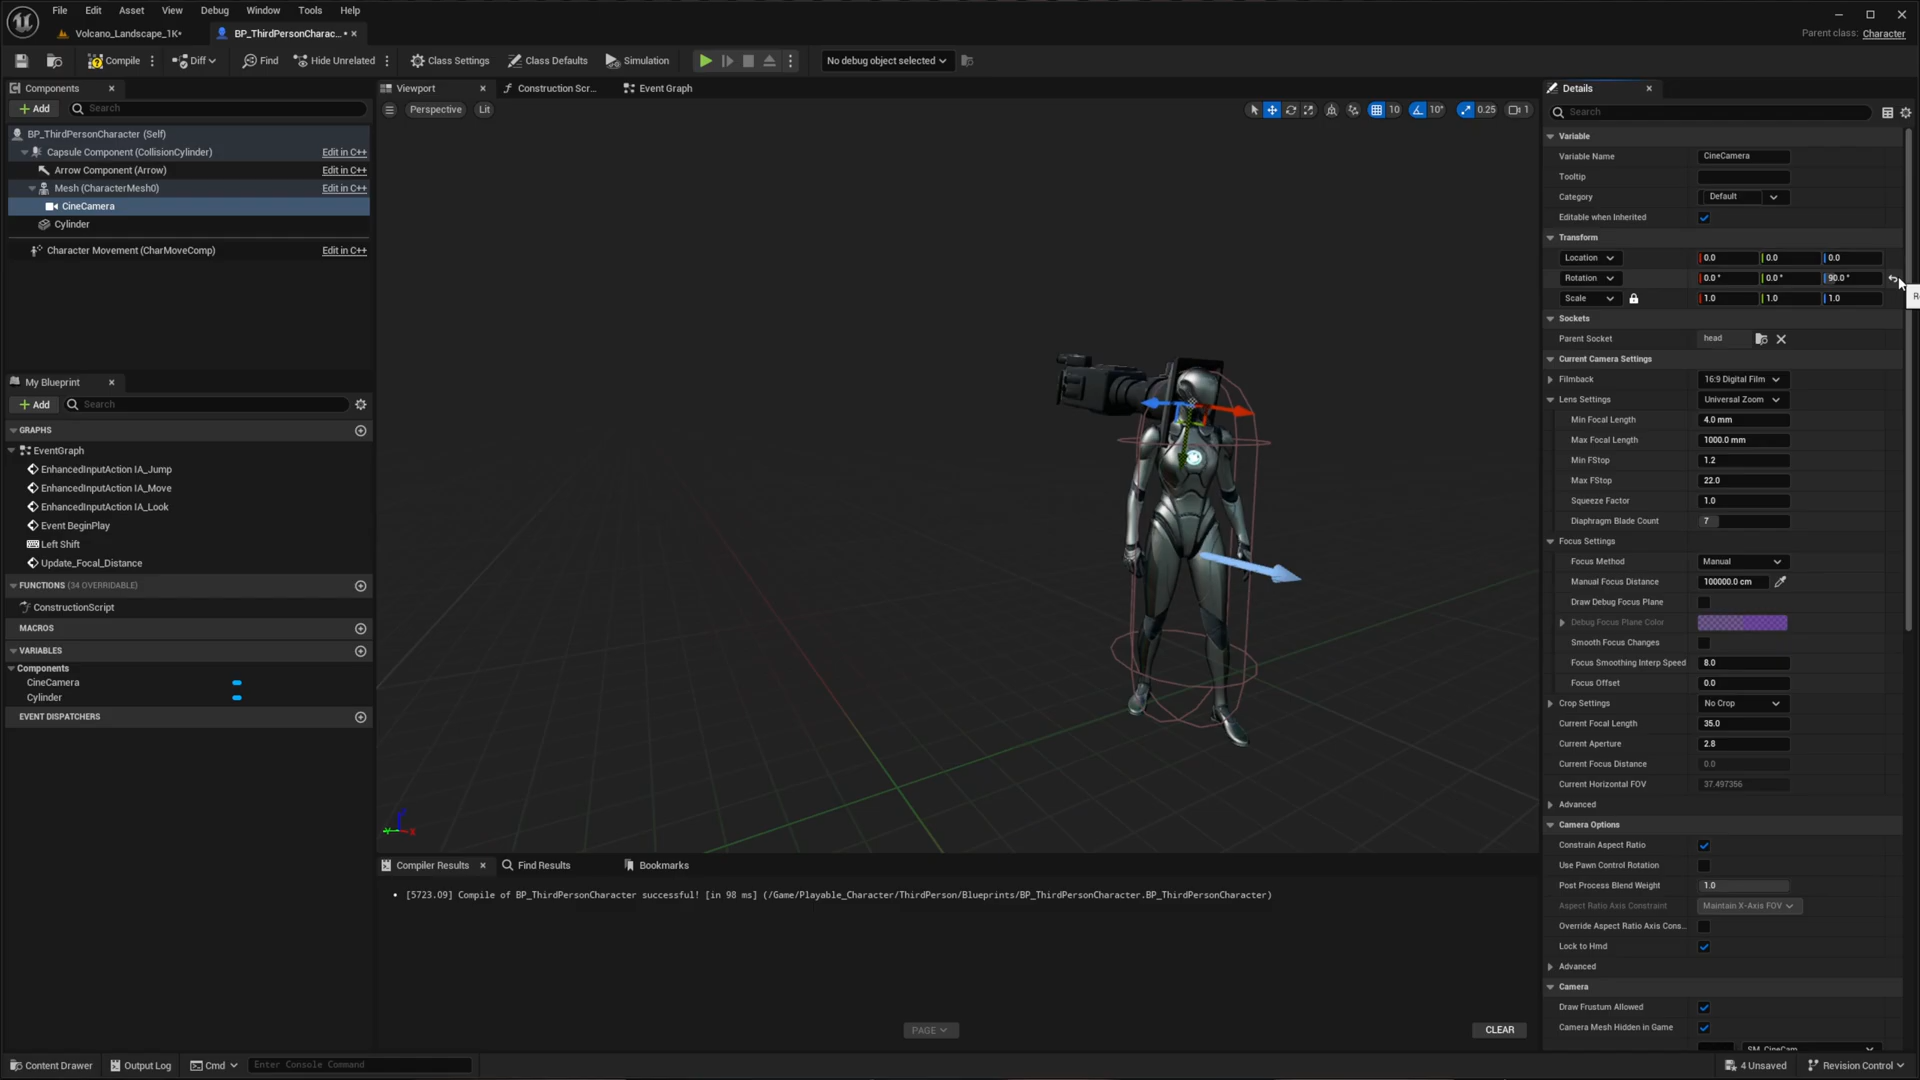 File Edit Asset View Debug Window Tools Help
Volcano_Landscape_1K•
BP_ThirdPersonCharac... •
Parent class: Character
Compile
Diff
Find
Hide Unrelated
Class Settings
Class Defaults
Simulation
No debug object selected
Components
Add
Search
BP_ThirdPersonCharacter (Self)
Capsule Component (CollisionCylinder) Edit in C++
Arrow Component (Arrow) Edit in C++
Mesh (CharacterMesh0) Edit in C++
CineCamera
Cylinder
Character Movement (CharMoveComp) Edit in C++
My Blueprint
Add
Search
GRAPHS
EventGraph
EnhancedInputAction IA_Jump
EnhancedInputAction IA_Move
EnhancedInputAction IA_Look
Event BeginPlay
Left Shift
Update_Focal_Distance
FUNCTIONS (34 OVERRIDABLE)
ConstructionScript
MACROS
VARIABLES
Components
CineCamera
Cylinder
EVENT DISPATCHERS
Viewport
Construction Scr...
Event Graph
Perspective
Lit
10
10°
0.25
1
X
Compiler Results
Find Results
Bookmarks
• [5723.09] Compile of BP_ThirdPersonCharacter successful! [in 98 ms] (/Game/Playable_Character/ThirdPerson/Blueprints/BP_ThirdPersonCharacter.BP_ThirdPersonCharacter)
PAGE
CLEAR
Details
Search
Variable
Variable Name CineCamera
Tooltip
Category Default
Editable when Inherited
Transform
Location 0.0 0.0 0.0
Rotation 0.0 ° 0.0 ° 90.0 °
Scale 1.0 1.0 1.0
Sockets
Parent Socket head
Current Camera Settings
Filmback 16:9 Digital Film
Lens Settings Universal Zoom
Min Focal Length 4.0 mm
Max Focal Length 1000.0 mm
Min FStop 1.2
Max FStop 22.0
Squeeze Factor 1.0
Diaphragm Blade Count 7
Focus Settings
Focus Method Manual
Manual Focus Distance 100000.0 cm
Draw Debug Focus Plane
Debug Focus Plane Color
Smooth Focus Changes
Focus Smoothing Interp Speed 8.0
Focus Offset 0.0
Crop Settings No Crop
Current Focal Length 35.0
Current Aperture 2.8
Current Focus Distance 0.0
Current Horizontal FOV 37.497356
Advanced
Camera Options
Constrain Aspect Ratio
Use Pawn Control Rotation
Post Process Blend Weight 1.0
Aspect Ratio Axis Constraint Maintain X-Axis FOV
Override Aspect Ratio Axis Cons...
Lock to Hmd
Advanced
Camera
Draw Frustum Allowed
Camera Mesh Hidden in Game
SM_CineCam
Content Drawer
Output Log
Cmd
Enter Console Command
4 Unsaved
Revision Control